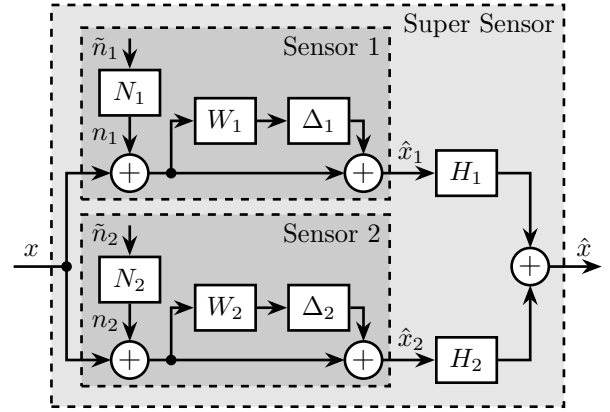 Super Sensor
Sensor 1
ñ₁
N₁
n₁
W₁
Δ₁
x̂₁
H₁
x
x̂
Sensor 2
ñ₂
N₂
n₂
W₂
Δ₂
x̂₂
H₂
+
+
+
+
+